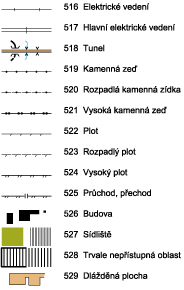 516 Elektrické vedení
517 Hlavní elektrické vedení
518 Tunel
519 Kamenná zeď
520 Rozpadlá kamenná zídka
521 Vysoká kamenná zeď
522 Plot
523 Rozpadlý plot
524 Vysoký plot
525 Průchod, přechod
526 Budova
527 Sídliště
528 Trvale nepřístupná oblast
529 Dlážděná plocha